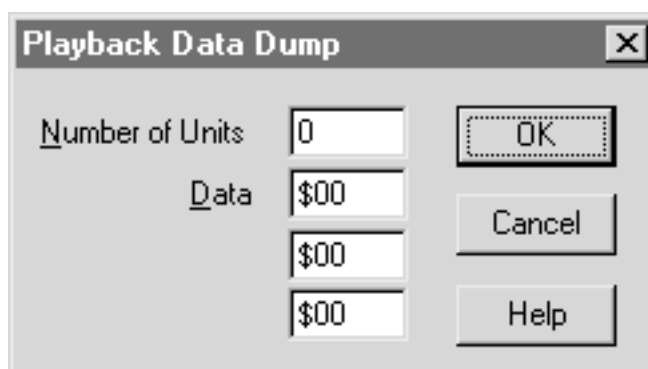 Playback Data Dump
Number of Units 0 OK
Data $00
Cancel
$00
$00 Help